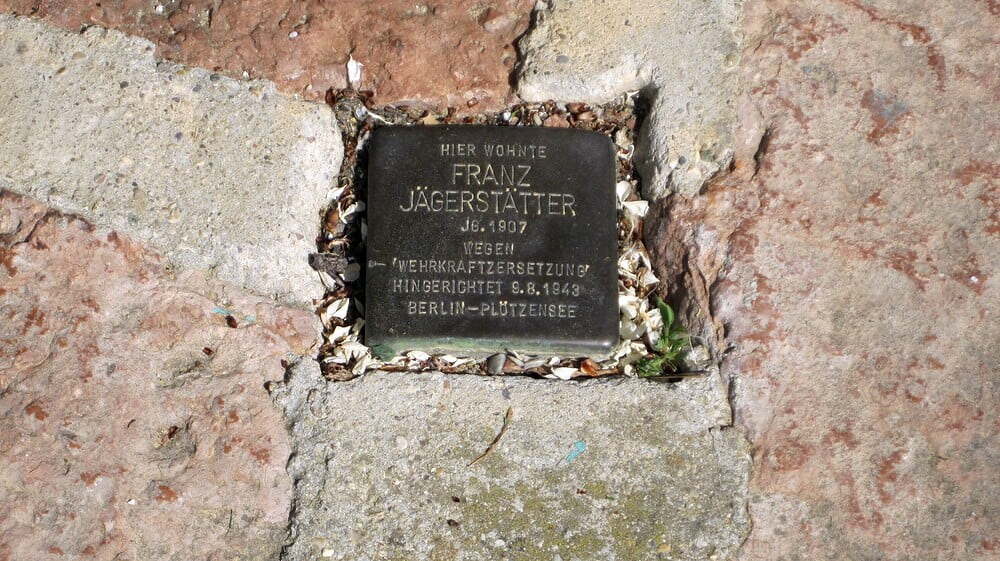 HIER WOHNTE
FRANZ
JÄGERSTÄTTER
JG. 1907
WEGEN
'WEHRKRAFTZERSETZUNG'
HINGERICHTET 9.8.1943
BERLIN-PLÖTZENSEE